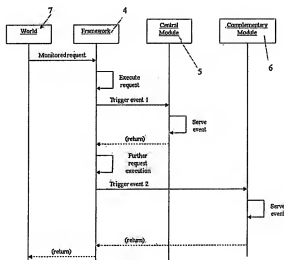 7
4
World
Framework
Central
Module
Complementary
Module
5
6
Monitored request
Execute
request
Trigger event 1
Serve
event
(return)
Further
request
execution
Trigger event 2
Serve
event
(return)
(return)